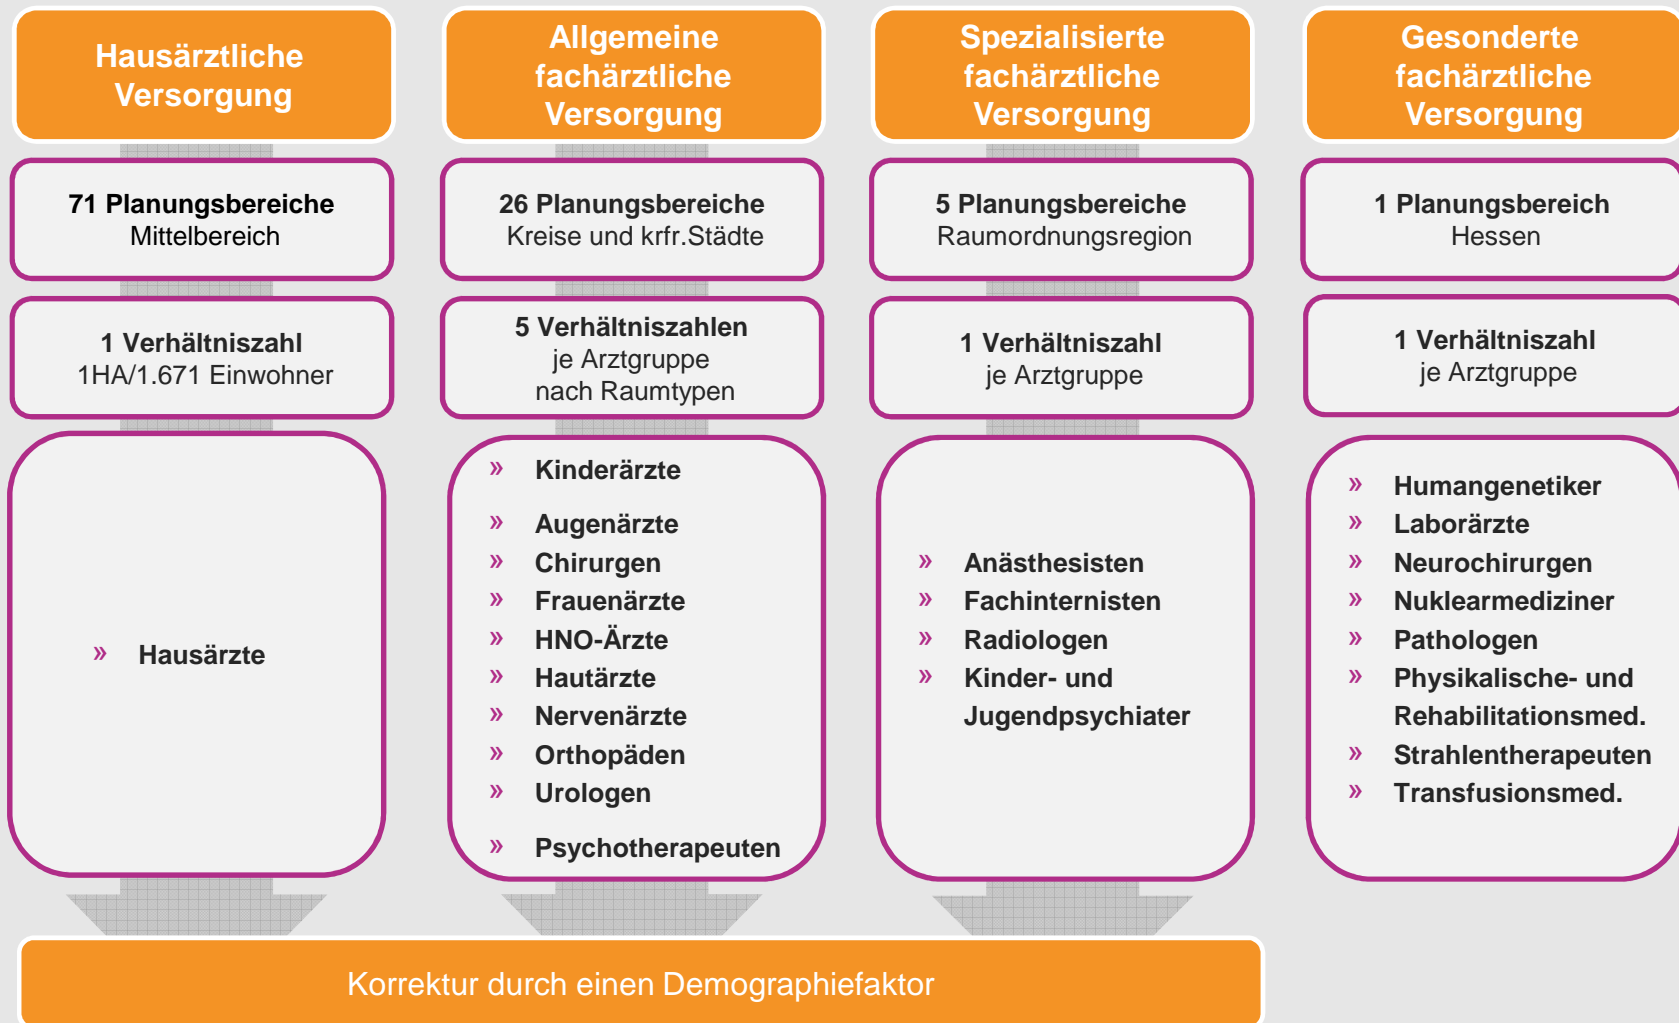 Hausärztliche
Versorgung
71 Planungsbereiche
Mittelbereich
1 Verhältniszahl
1HA/1.671 Einwohner
» Hausärzte
Allgemeine
fachärztliche
Versorgung
26 Planungsbereiche
Kreise und krfr.Städte
5 Verhältniszahlen
je Arztgruppe
nach Raumtypen
» Kinderärzte
» Augenärzte
» Chirurgen
» Frauenärzte
» HNO-Ärzte
» Hautärzte
» Nervenärzte
» Orthopäden
» Urologen
» Psychotherapeuten
Spezialisierte
fachärztliche
Versorgung
5 Planungsbereiche
Raumordnungsregion
1 Verhältniszahl
je Arztgruppe
» Anästhesisten
» Fachinternisten
» Radiologen
» Kinder- und
Jugendpsychiater
Gesonderte
fachärztliche
Versorgung
1 Planungsbereich
Hessen
1 Verhältniszahl
je Arztgruppe
» Humangenetiker
» Laborärzte
» Neurochirurgen
» Nuklearmediziner
» Pathologen
» Physikalische- und
Rehabilitationsmed.
» Strahlentherapeuten
» Transfusionsmed.
Korrektur durch einen Demographiefaktor